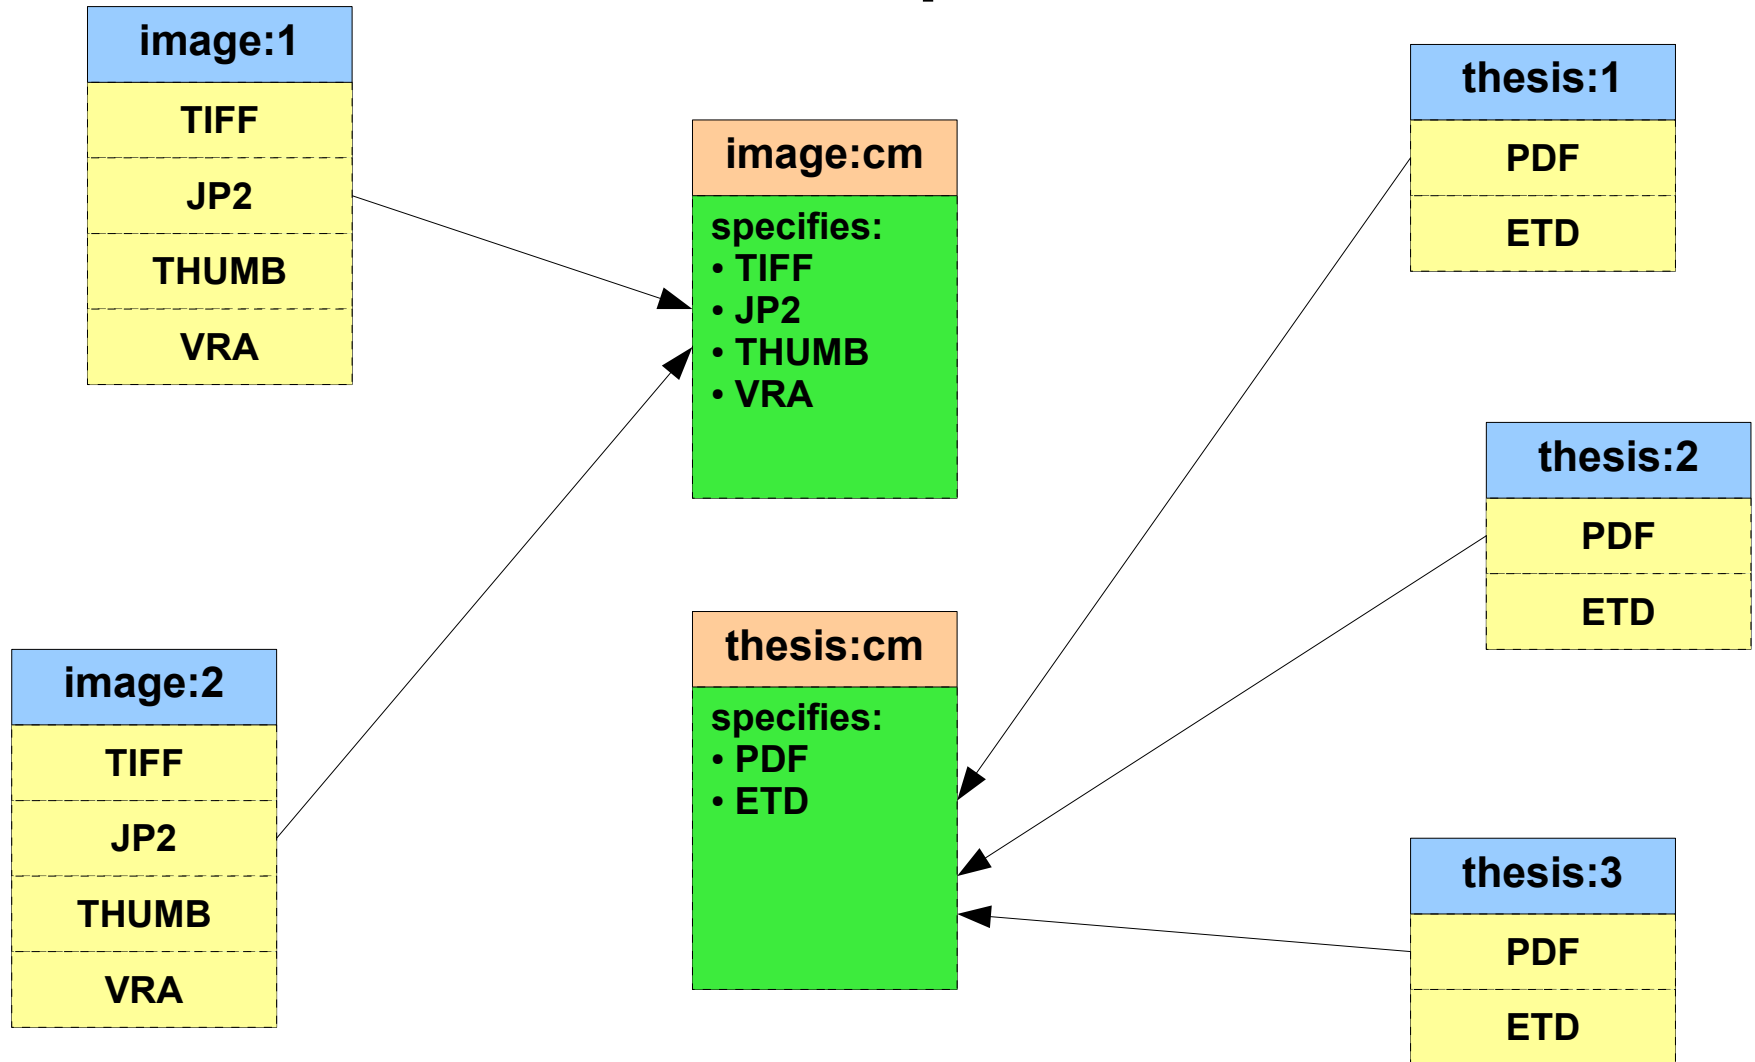 image:1
TIFF
JP2
THUMB
VRA
image:2
TIFF
JP2
THUMB
VRA
image:cm
specifies:
• TIFF
• JP2
• THUMB
• VRA
thesis:cm
specifies:
• PDF
• ETD
thesis:1
PDF
ETD
thesis:2
PDF
ETD
thesis:3
PDF
ETD